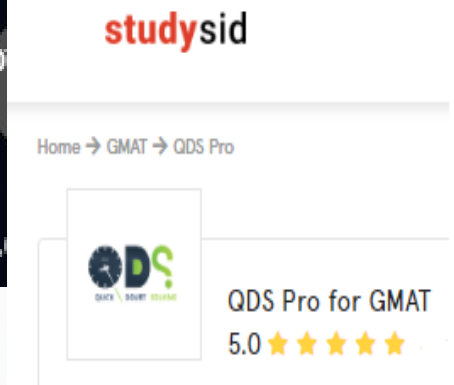 studysid
Home → GMAT → QDS Pro
QDS
QUICK DOUBT SOLVING
QDS Pro for GMAT
5.0